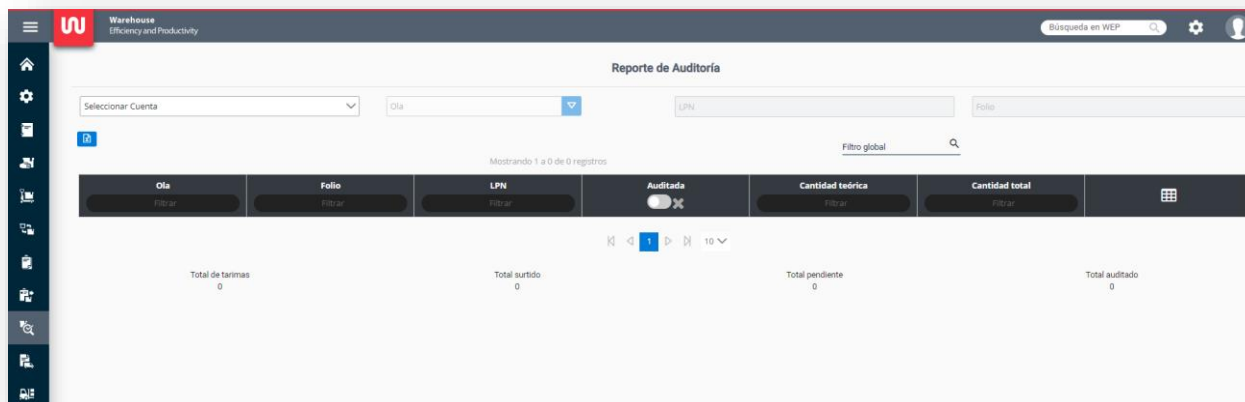 Warehouse
Efficiency and Productivity
Búsqueda en WEP
Reporte de Auditoría
Seleccionar Cuenta
Ola
LPN
Folio
Filtro global
Mostrando 1 a 0 de 0 registros
Ola Folio LPN Auditada Cantidad teórica Cantidad total
Filtrar Filtrar Filtrar Filtrar Filtrar
1 10
Total de tarimas Total surtido Total pendiente Total auditado
0 0 0 0